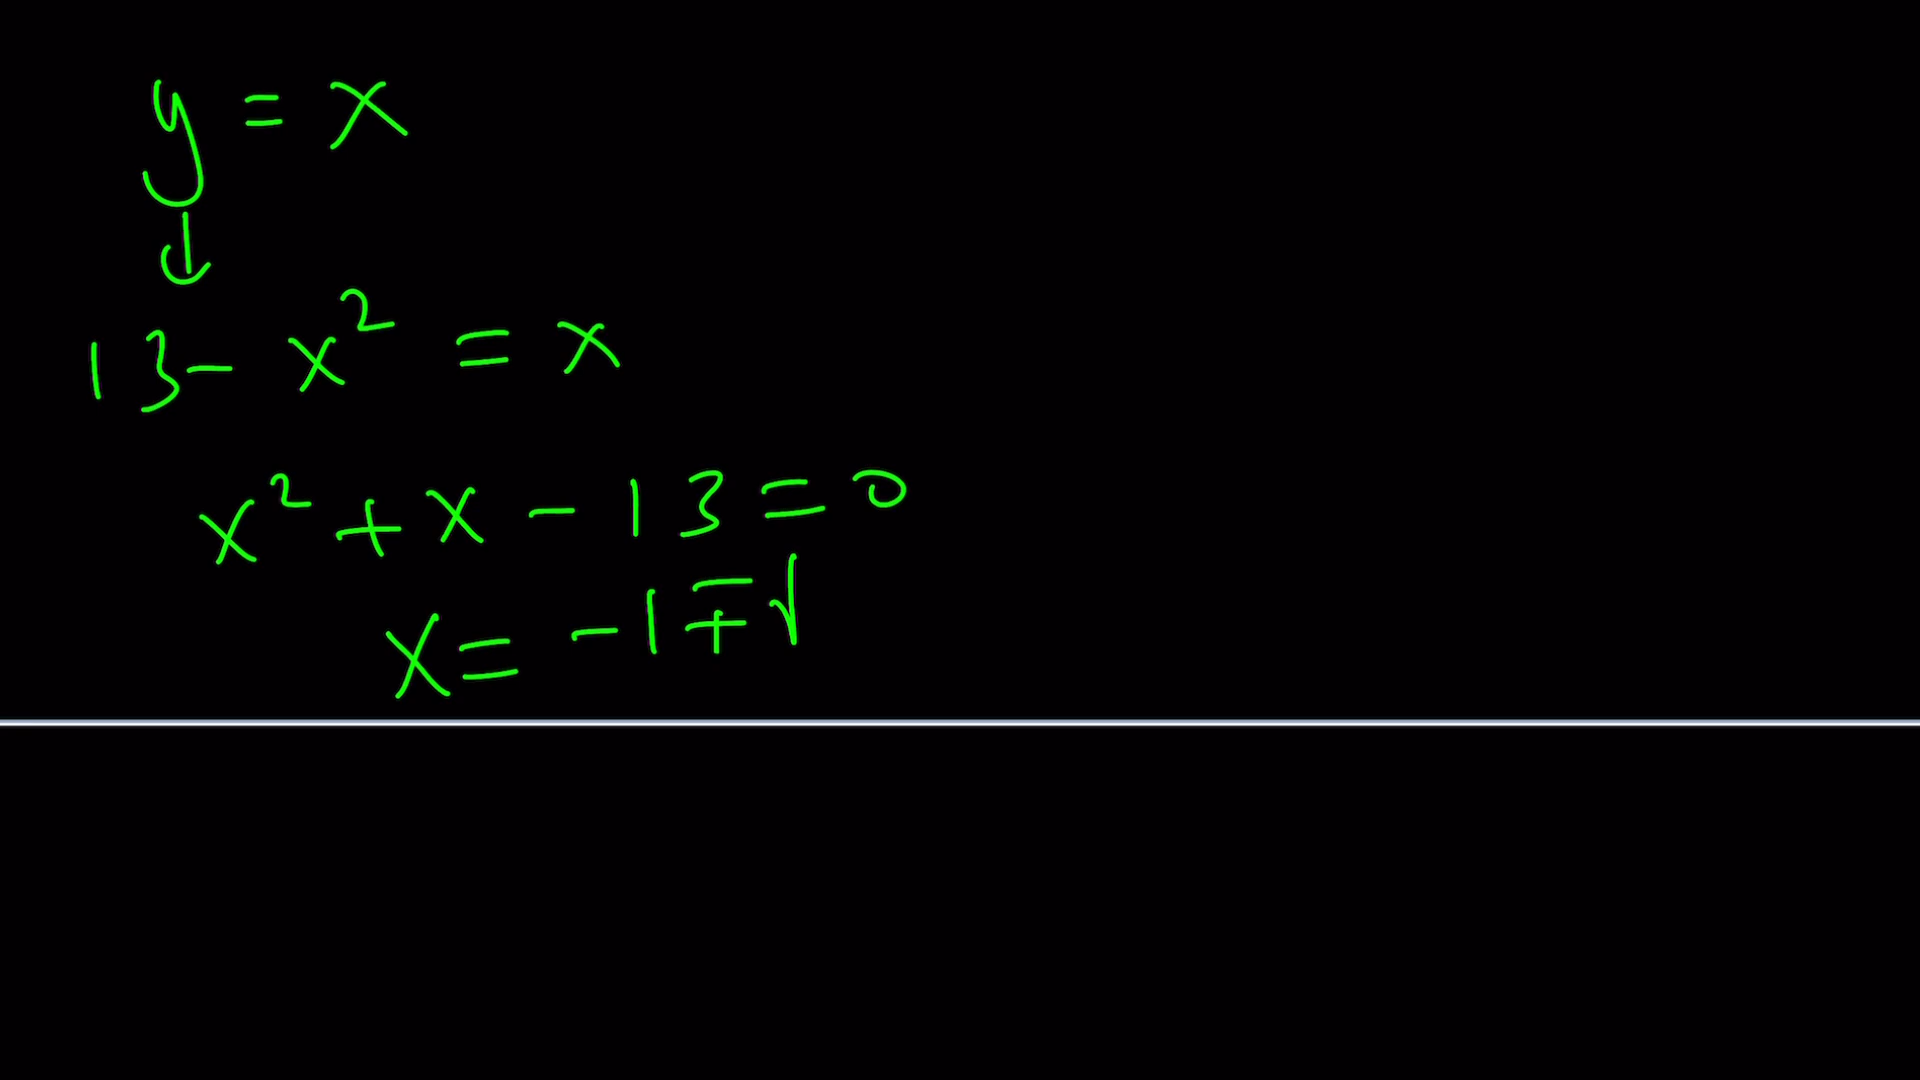 y = x
↓
13 - x² = x
x² + x - 13 = 0
x = -1 ∓ √